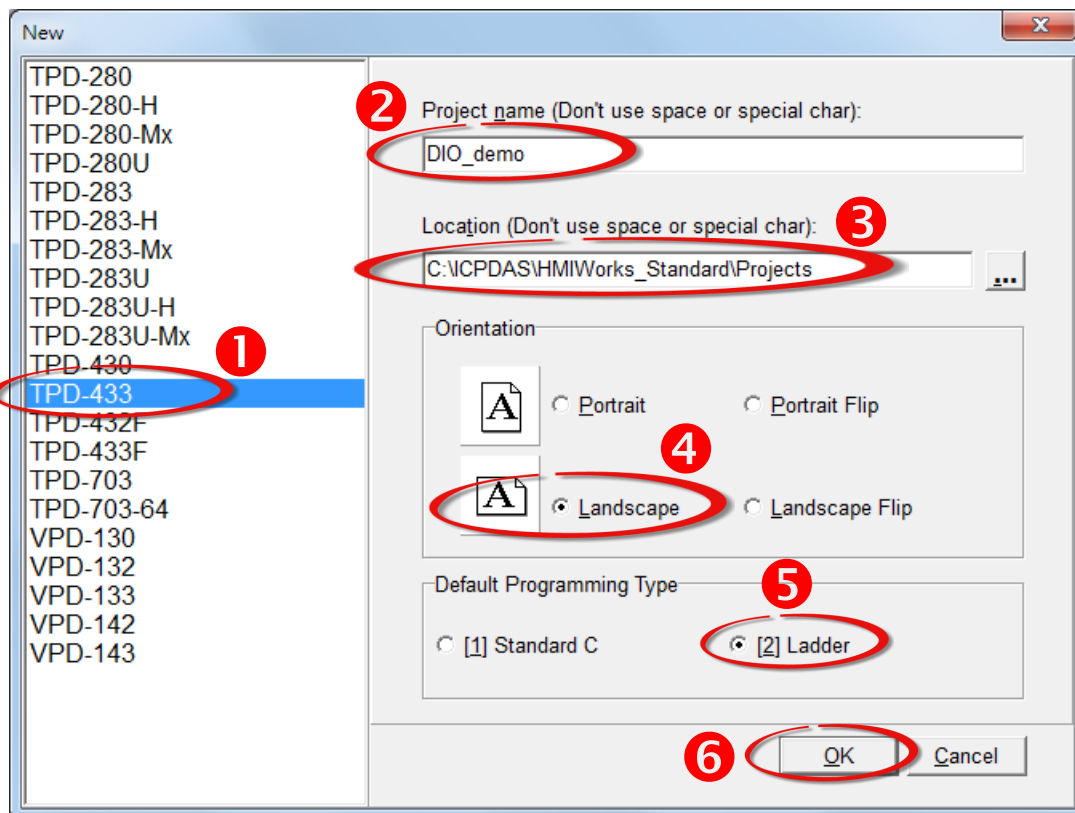 New
X
TPD-280
TPD-280-H
TPD-280-Mx
TPD-280U
TPD-283
TPD-283-H
TPD-283-Mx
TPD-283U
TPD-283U-H
TPD-283U-Mx
1
TPD-430
TPD-433
TPD-432F
TPD-433F
TPD-703
TPD-703-64
VPD-130
VPD-132
VPD-133
VPD-142
VPD-143
2
Project name (Don't use space or special char):
DIO_demo
Location (Don't use space or special char):
3
C:\ICPDAS\HMIWorks_Standard\Projects
...
Orientation
A
Portrait
Portrait Flip
4
A
Landscape
Landscape Flip
Default Programming Type
5
[1] Standard C
[2] Ladder
6
OK
Cancel